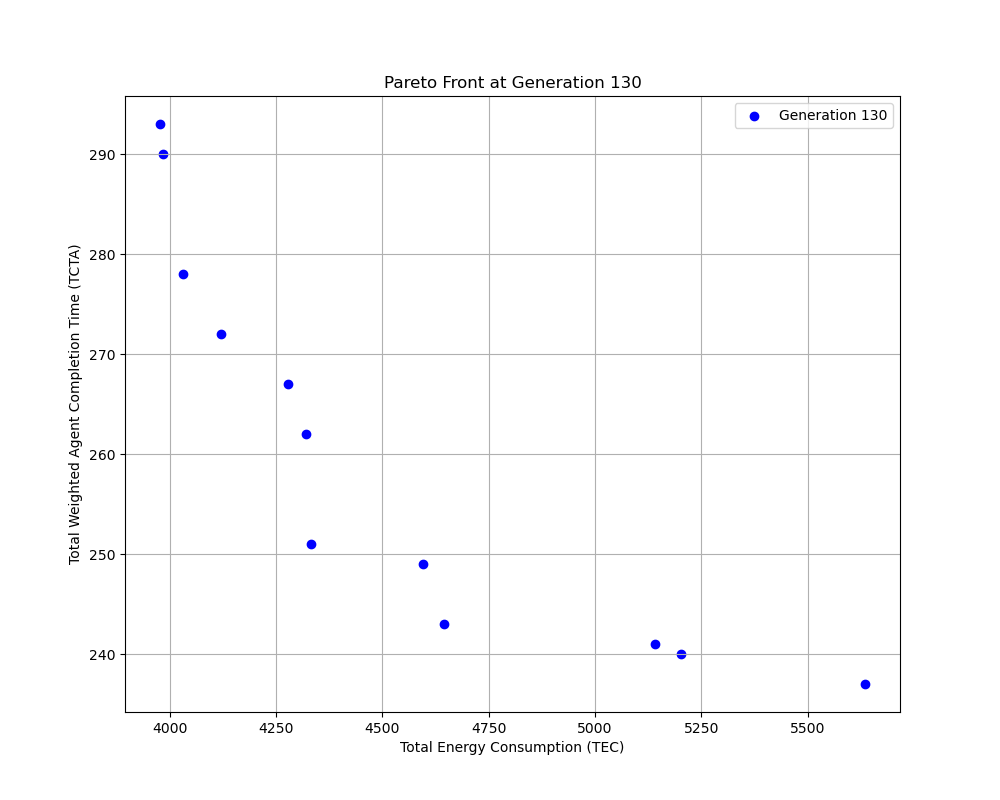 Pareto Front at Generation 130
Generation 130
Total Weighted Agent Completion Time (TCTA)
290
280
270
260
250
240
4000 4250 4500 4750 5000 5250 5500
Total Energy Consumption (TEC)